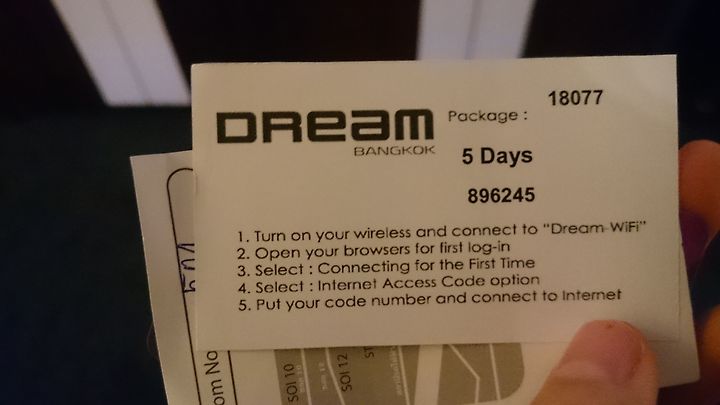 18077
DREAM Package :
BANGKOK
5 Days
896245
1. Turn on your wireless and connect to "Dream-WiFi"
2. Open your browsers for first log-in
3. Select : Connecting for the First Time
4. Select : Internet Access Code option
5. Put your code number and connect to Internet
om No
SOI 10
SOI 12